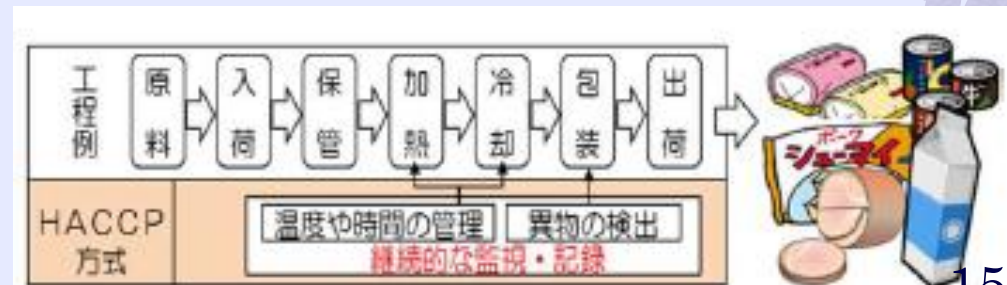 工程例
原料
入荷
保管
加熱
冷却
包装
出荷
HACCP
方式
温度や時間の管理
異物の検出
継続的な監視・記録
ポーク
シューマイ
牛
15